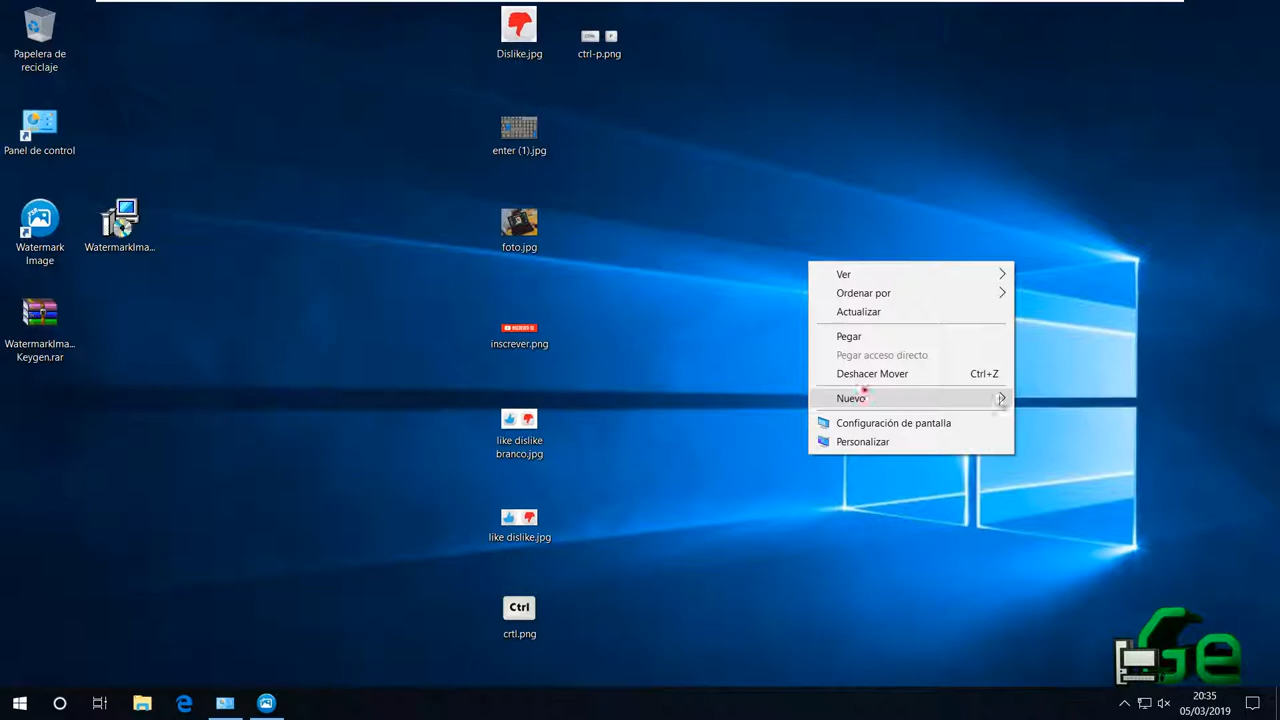 Papelera de
reciclaje
Panel de control
Watermark
Image
WatermarkIma...
WatermarkIma...
Keygen.rar
Dislike.jpg
ctrl-p.png
enter (1).jpg
foto.jpg
inscrever.png
like dislike
branco.jpg
like dislike.jpg
Ctrl
crtl.png
Ver
Ordenar por
Actualizar
Pegar
Pegar acceso directo
Deshacer Mover Ctrl+Z
Nuevo
Configuración de pantalla
Personalizar
Ge
20:35
05/03/2019